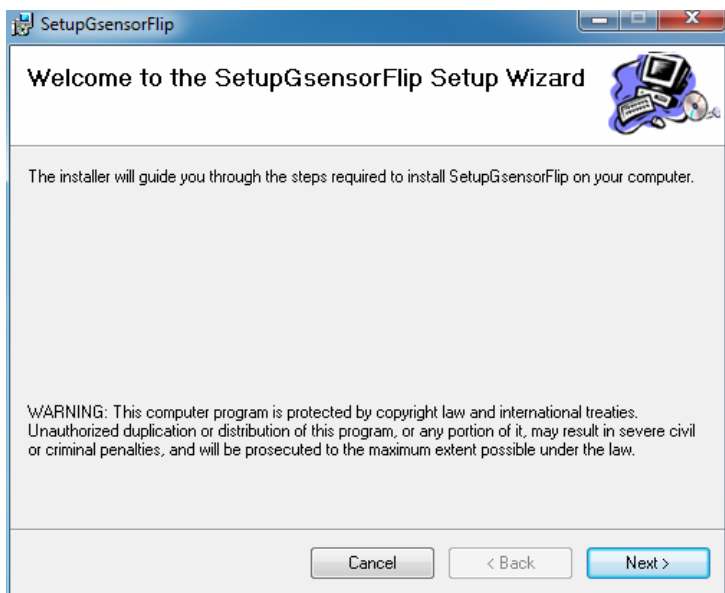 SetupGsensorFlip
Welcome to the SetupGsensorFlip Setup Wizard
The installer will guide you through the steps required to install SetupGsensorFlip on your computer.
WARNING: This computer program is protected by copyright law and international treaties.
Unauthorized duplication or distribution of this program, or any portion of it, may result in severe civil
or criminal penalties, and will be prosecuted to the maximum extent possible under the law.
Cancel
< Back
Next >